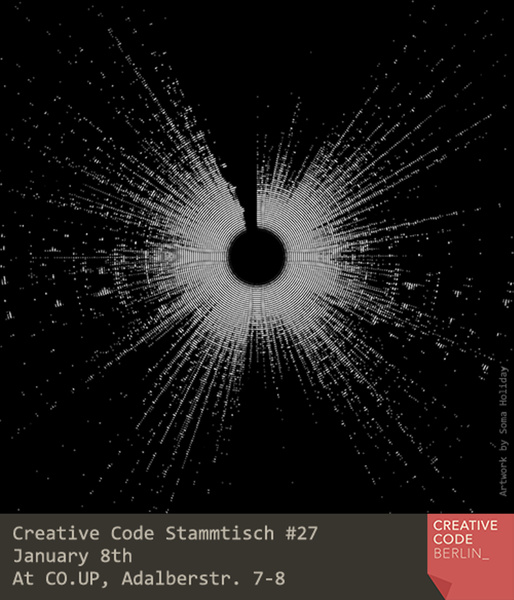 Artwork by Soma Holiday
Creative Code Stammtisch #27
January 8th
At CO.UP, Adalberstr. 7-8
CREATIVE
CODE
BERLIN_